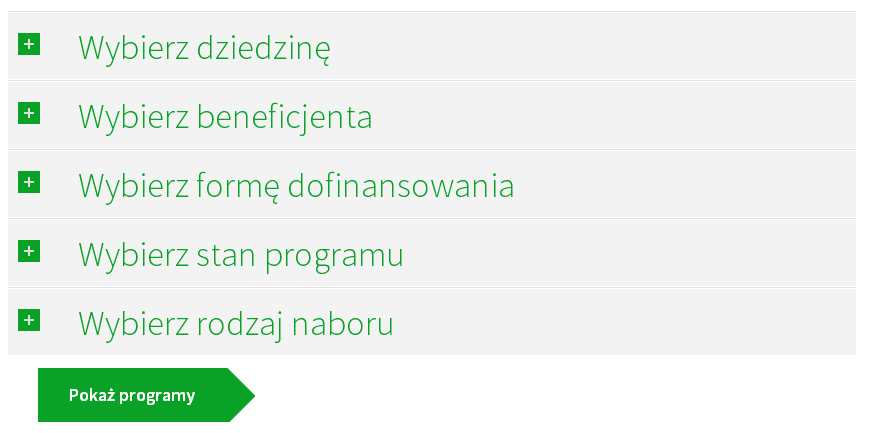 Wybierz dziedzinę
Wybierz beneficjenta
Wybierz formę dofinansowania
Wybierz stan programu
Wybierz rodzaj naboru
Pokaż programy